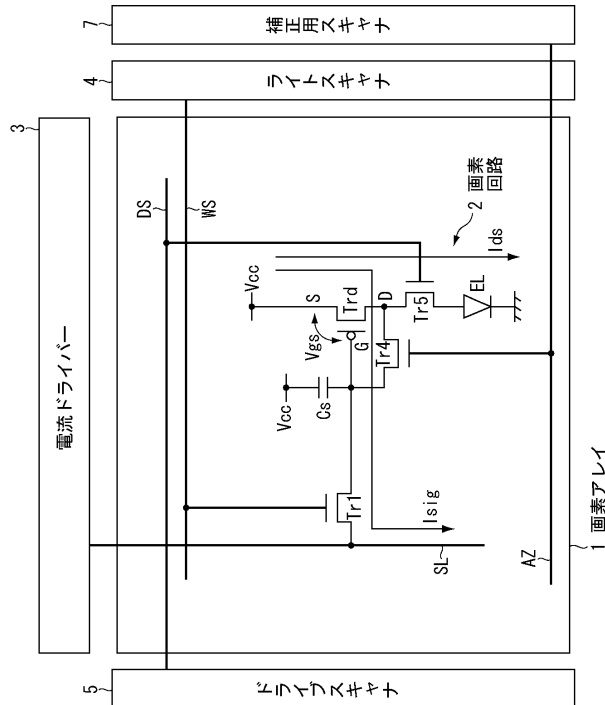 7
補正用スキャナ
4
ライトスキャナ
3
電流ドライバー
DS
WS
2 画素
回路
Ids
Vcc
S
Trd
D
Tr5
EL
Vgs
G
Tr4
Vcc
Cs
Tr1
Isig
SL
AZ
1 画素アレイ
5
ドライブスキャナ